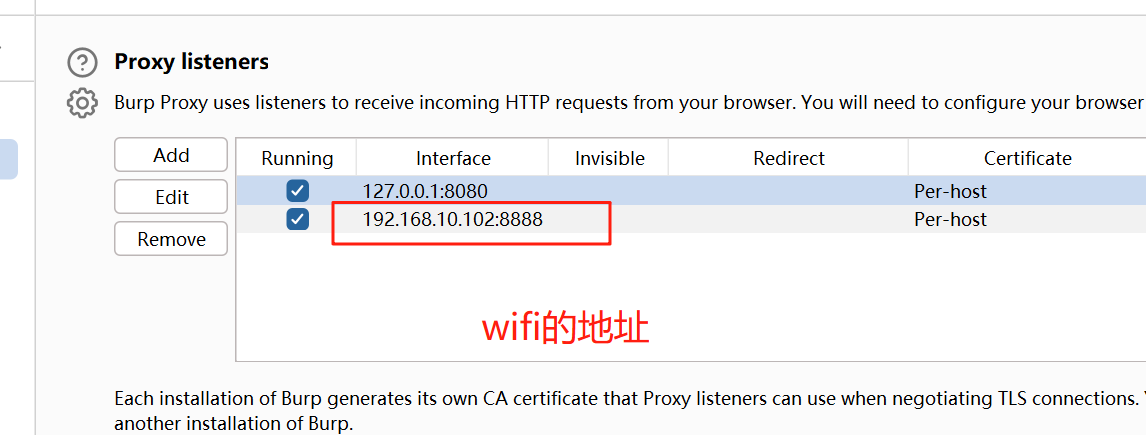 Proxy listeners
Burp Proxy uses listeners to receive incoming HTTP requests from your browser. You will need to configure your browser
Add
Edit
Remove
Running Interface Invisible Redirect Certificate
127.0.0.1:8080 Per-host
192.168.10.102:8888 Per-host
wifi的地址
Each installation of Burp generates its own CA certificate that Proxy listeners can use when negotiating TLS connections.
another installation of Burp.